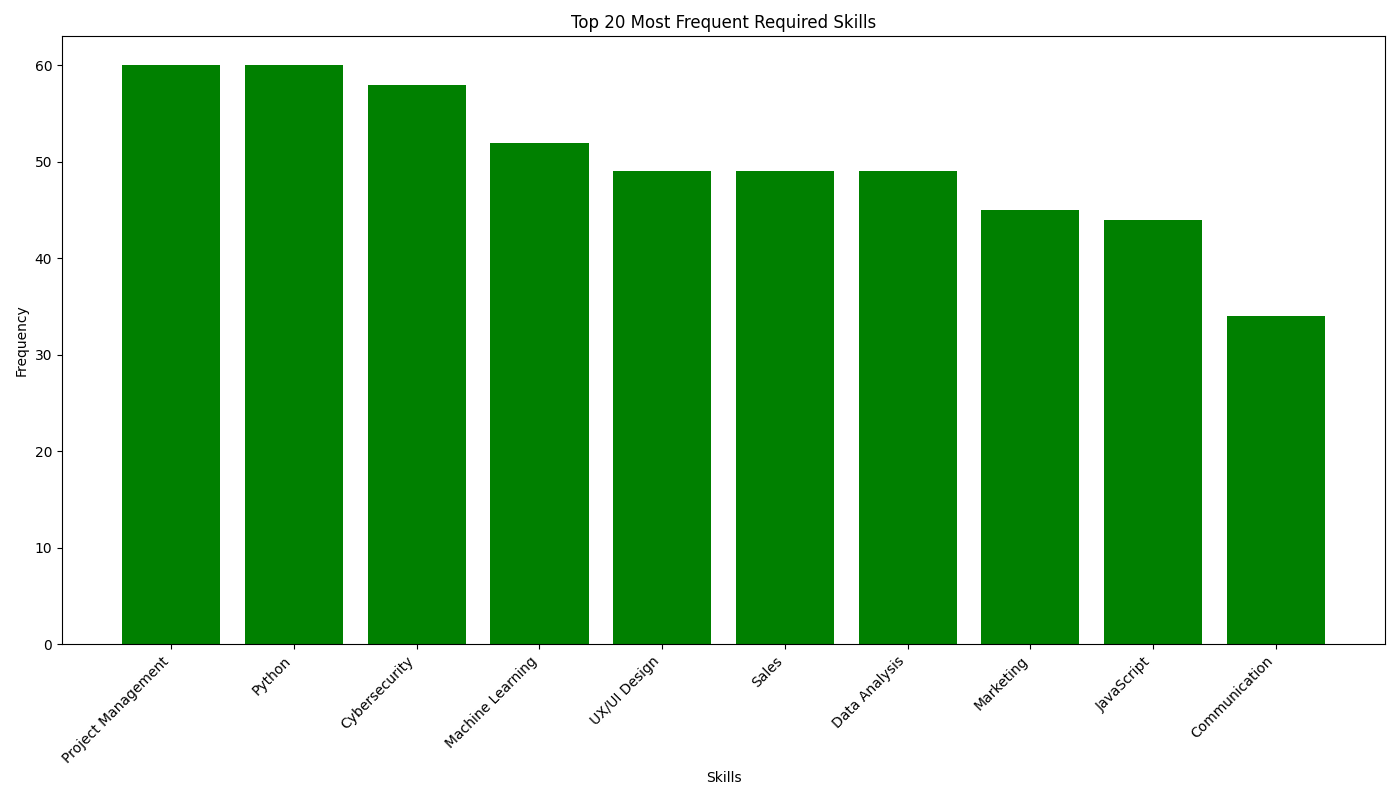 Top 20 Most Frequent Required Skills
Frequency
60
50
40
30
20
10
0
Project Management
Python
Cybersecurity
Machine Learning
UX/UI Design
Sales
Data Analysis
Marketing
JavaScript
Communication
Skills